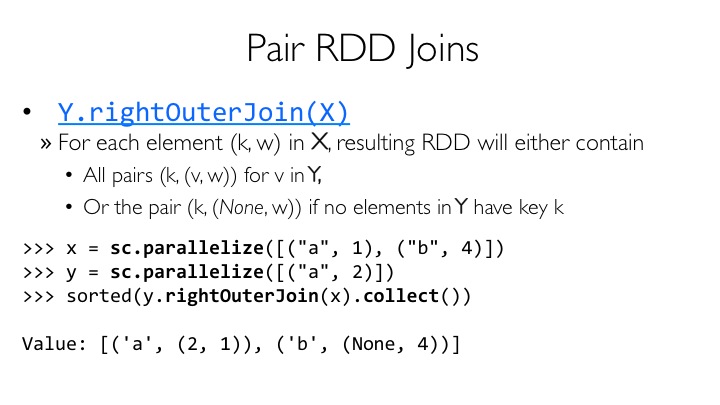 Pair RDD Joins
• Y.rightOuterJoin(X)
» For each element (k, w) in X, resulting RDD will either contain
• All pairs (k, (v, w)) for v in Y,
• Or the pair (k, (None, w)) if no elements in Y have key k
>>> x = sc.parallelize([("a", 1), ("b", 4)])
>>> y = sc.parallelize([("a", 2)])
>>> sorted(y.rightOuterJoin(x).collect())
Value: [('a', (2, 1)), ('b', (None, 4))]